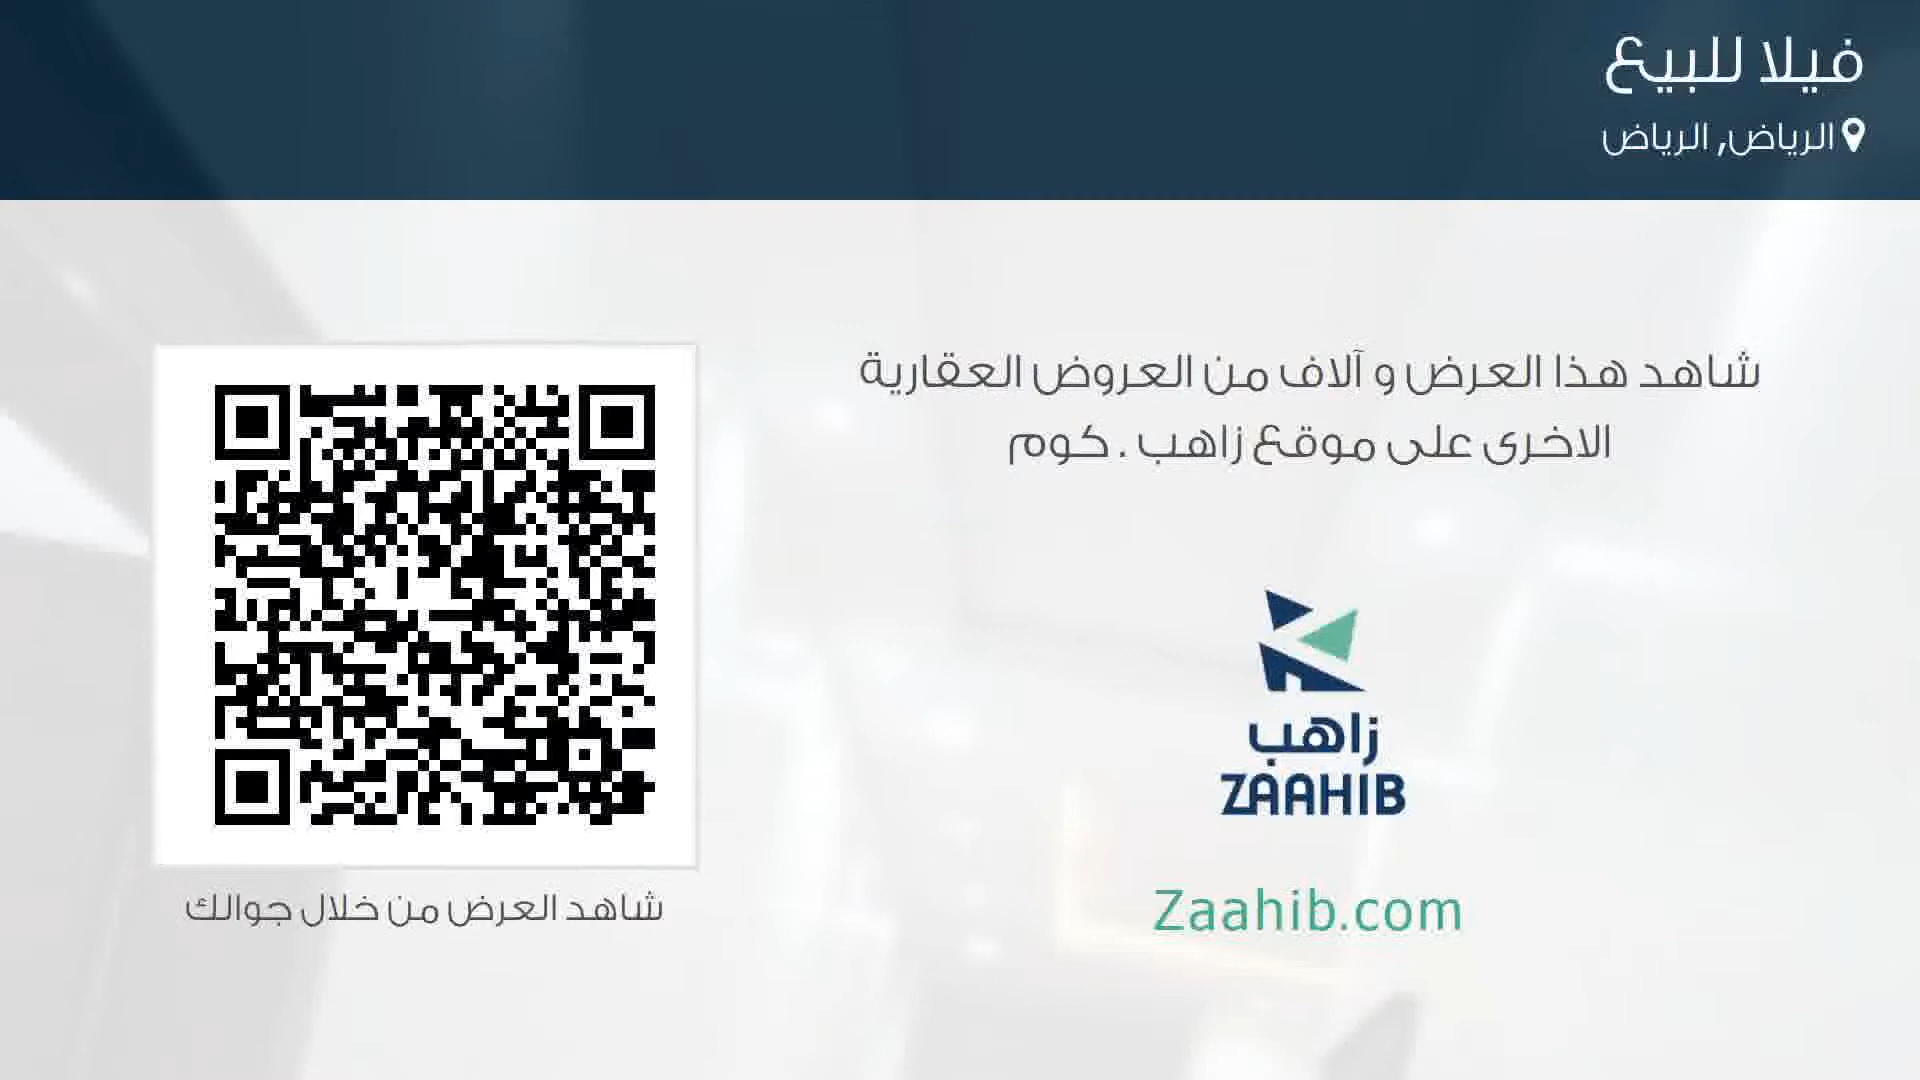 فيلا للبيع
الرياض, الرياض
شاهد هذا العرض و آلاف من العروض العقارية
الاخرى على موقع زاهب . كوم
زاهب
ZAAHIB
Zaahib.com
شاهد العرض من خلال جوالك